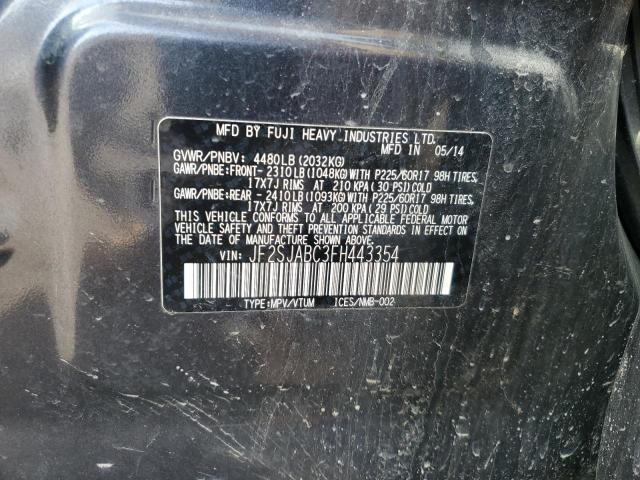 MFD BY FUJI HEAVY INDUSTRIES LTD.
MFD IN 05/14
GVWR/PNBV: 4480LB(2032KG)
GAWR/PNBE:FRONT-2310LB(1048KG)WITH P225/60R17 98H TIRES,
17X7J RIMS AT 210 KPA(30 PSI)COLD
GAWR/PNBE:REAR -2410LB(1093KG)WITH P225/60R17 98H TIRES,
17X7J RIMS AT 200 KPA(29 PSI)COLD
THIS VEHICLE CONFORMS TO ALL APPLICABLE FEDERAL MOTOR
VEHICLE SAFETY AND THEFT PREVENTION STANDARDS IN EFFECT
ON THE DATE OF MANUFACTURE SHOWN ABOVE.
VIN: JF2SJABC3FH443354
TYPE:MPV/VTUM ICES/NMB-002